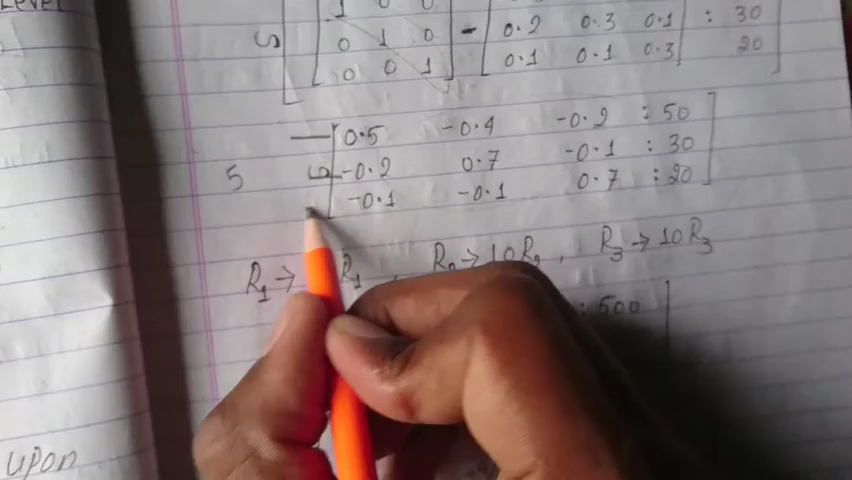 Level
1 0 0
S 0 1 0 - 0.2 0.3 0.1 : 30
0 0 1 0.1 0.1 0.3 20
0.5 -0.4 -0.2 : 50
5 -0.2 0.7 -0.1 : 30
-0.1 -0.1 0.7 : 20
R1 → R1 , R2 → 10R2 , R3 → 10R3
: 500
upon